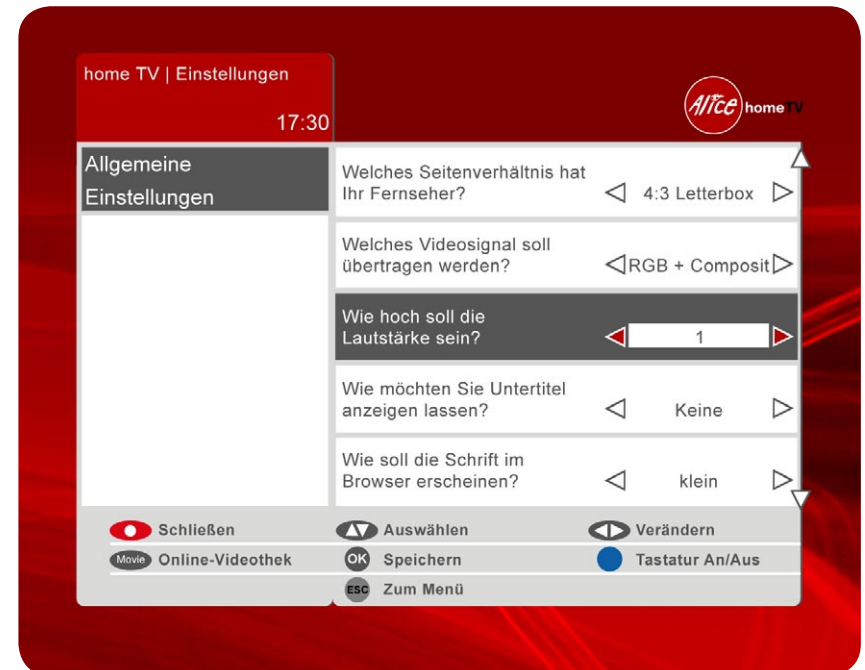 home TV | Einstellungen
17:30
Alice homeTV
Allgemeine
Einstellungen
Welches Seitenverhältnis hat
Ihr Fernseher?
4:3 Letterbox
Welches Videosignal soll
übertragen werden?
RGB + Composit
Wie hoch soll die
Lautstärke sein?
1
Wie möchten Sie Untertitel
anzeigen lassen?
Keine
Wie soll die Schrift im
Browser erscheinen?
klein
Schließen
Auswählen
Verändern
Movie Online-Videothek
OK Speichern
Tastatur An/Aus
ESC Zum Menü